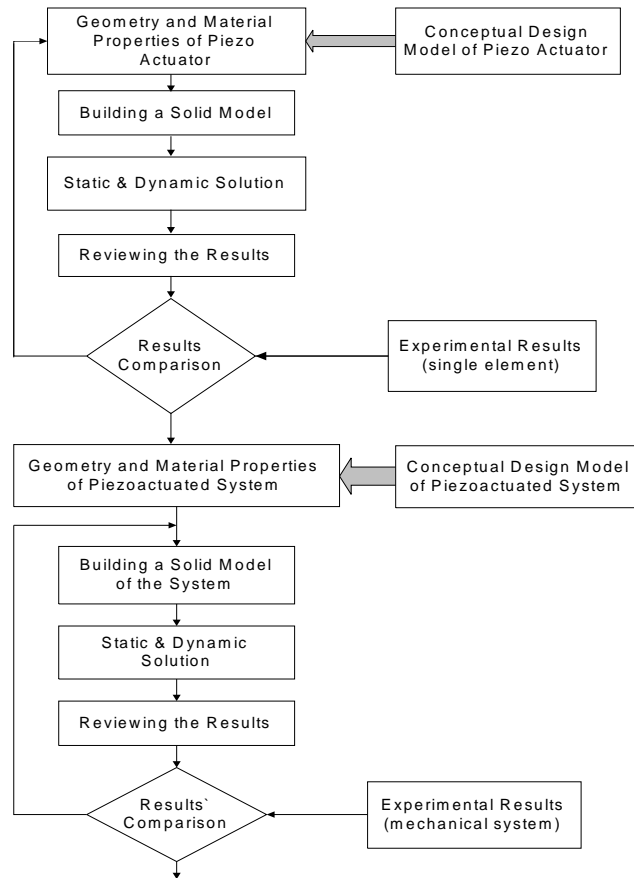 Geometry and Material
Properties of Piezo
Actuator
Conceptual Design
Model of Piezo Actuator
Building a Solid Model
Static & Dynamic Solution
Reviewing the Results
Results
Comparison
Experimental Results
(single element)
Geometry and Material Properties
of Piezoactuated System
Conceptual Design Model
of Piezoactuated System
Building a Solid Model
of the System
Static & Dynamic
Solution
Reviewing the Results
Results`
Comparison
Experimental Results
(mechanical system)